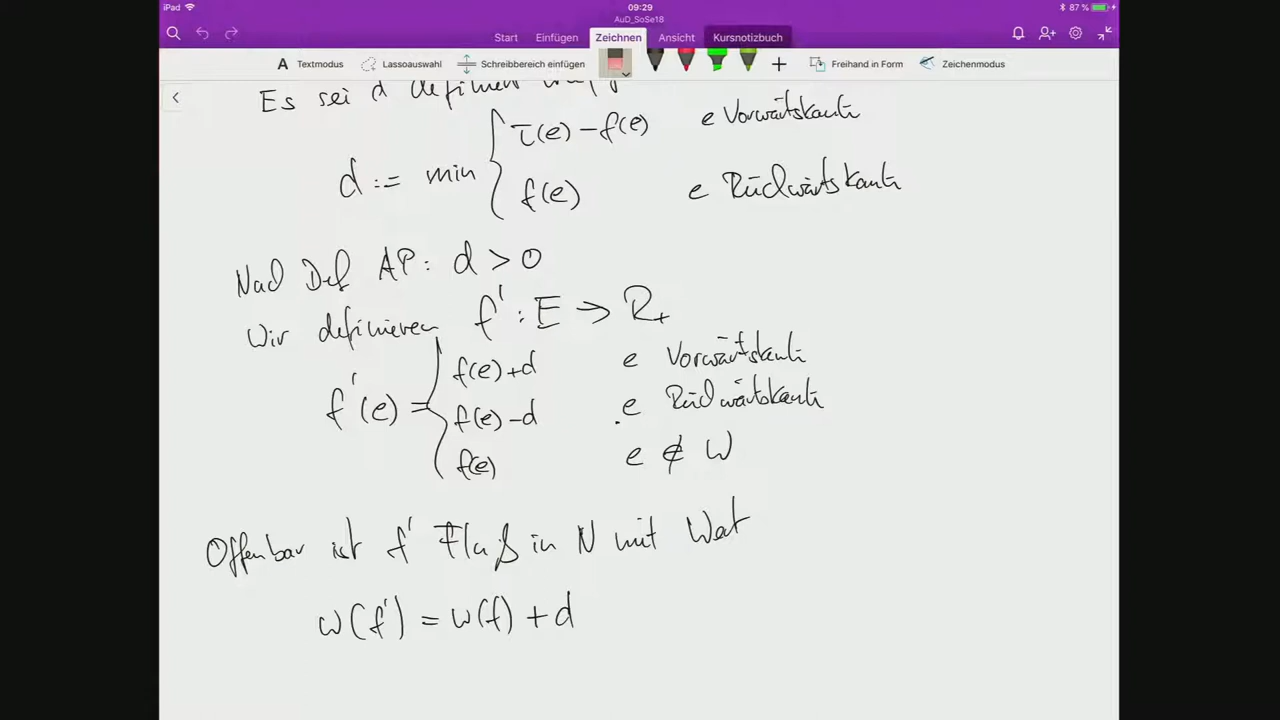 iPad
09:29
87 %
AuD_SoSe18
Start Einfügen Zeichnen Ansicht Kursnotizbuch
Textmodus Lassoauswahl Schreibbereich einfügen Freihand in Form Zeichenmodus
Es sei d definiert
τ(e) - f(e) e Vorwärtskante
d := min
f(e) e Rückwärtskante
Nach Def AP: d > 0
Wir definieren f' : E → R₊
f(e) + d e Vorwärtskante
f'(e) = f(e) - d e Rückwärtskante
f(e) e ∉ W
Offenbar ist f' Fluß in N mit Wert
w(f') = w(f) + d